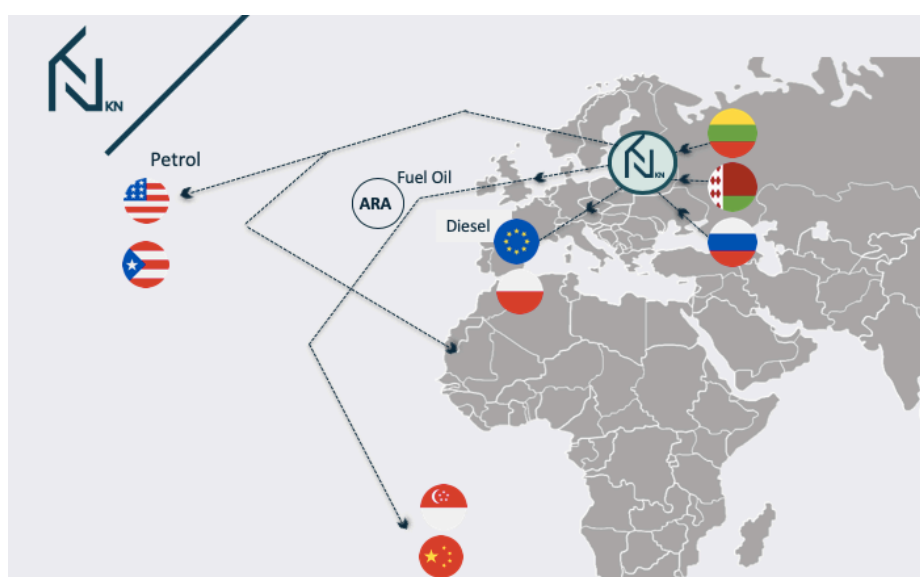 KN
Petrol
Fuel Oil
ARA
KN
Diesel